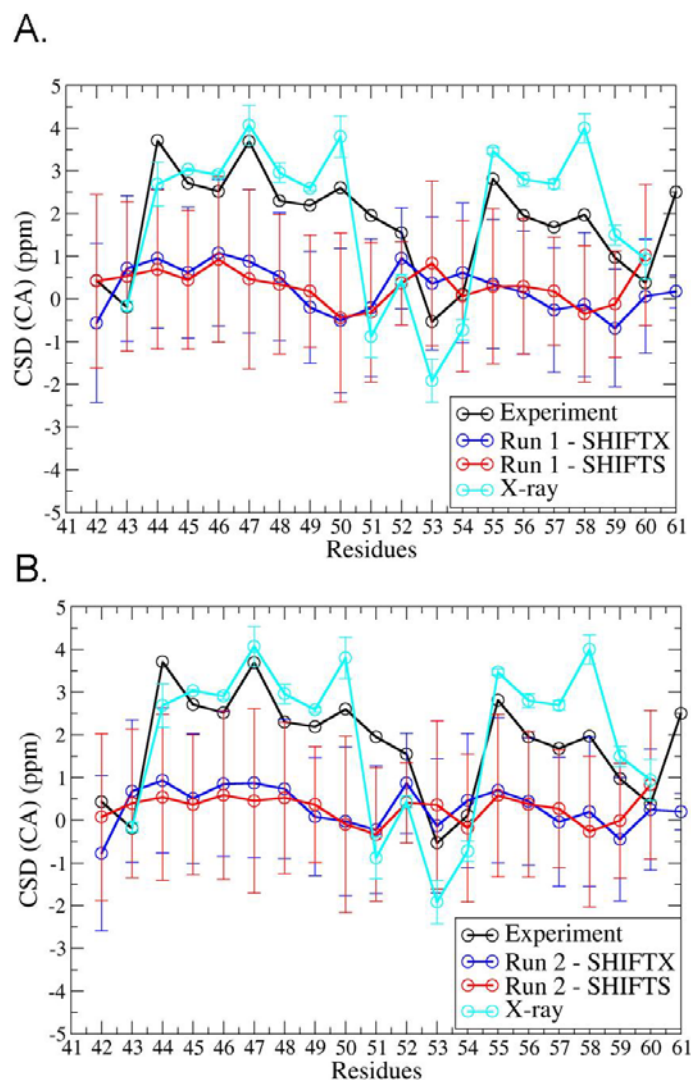 A.
5
4
3
2
1
0
-1
-2
-3
-4
-5
CSD (CA) (ppm)
Experiment
Run 1 - SHIFTX
Run 1 - SHIFTS
X-ray
41 42 43 44 45 46 47 48 49 50 51 52 53 54 55 56 57 58 59 60 61
Residues
B.
5
4
3
2
1
0
-1
-2
-3
-4
-5
CSD (CA) (ppm)
Experiment
Run 2 - SHIFTX
Run 2 - SHIFTS
X-ray
41 42 43 44 45 46 47 48 49 50 51 52 53 54 55 56 57 58 59 60 61
Residues